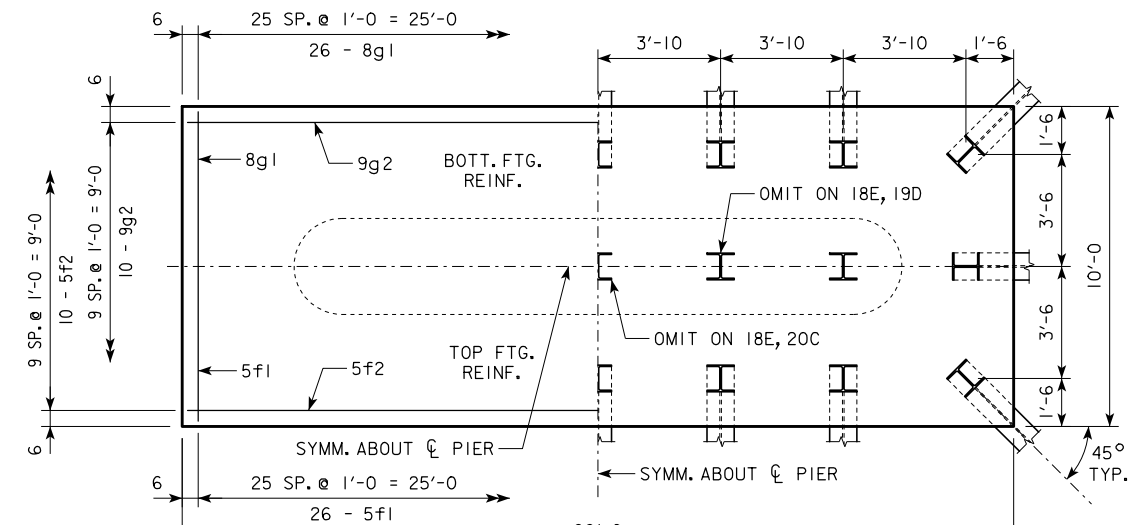 6
25 SP. @ 1'-0 = 25'-0
26 - 8g1
3'-10
3'-10
3'-10
1'-6
6
9 SP. @ 1'-0 = 9'-0
10 - 9g2
9 SP. @ 1'-0 = 9'-0
10 - 5f2
6
8g1
9g2
BOTT. FTG.
REINF.
OMIT ON 18E, 19D
1'-6
3'-6
10'-0
3'-6
1'-6
OMIT ON 18E, 20C
TOP FTG.
REINF.
5f1
5f2
SYMM. ABOUT ℄ PIER
SYMM. ABOUT ℄ PIER
45°
TYP.
6
25 SP. @ 1'-0 = 25'-0
26 - 5f1